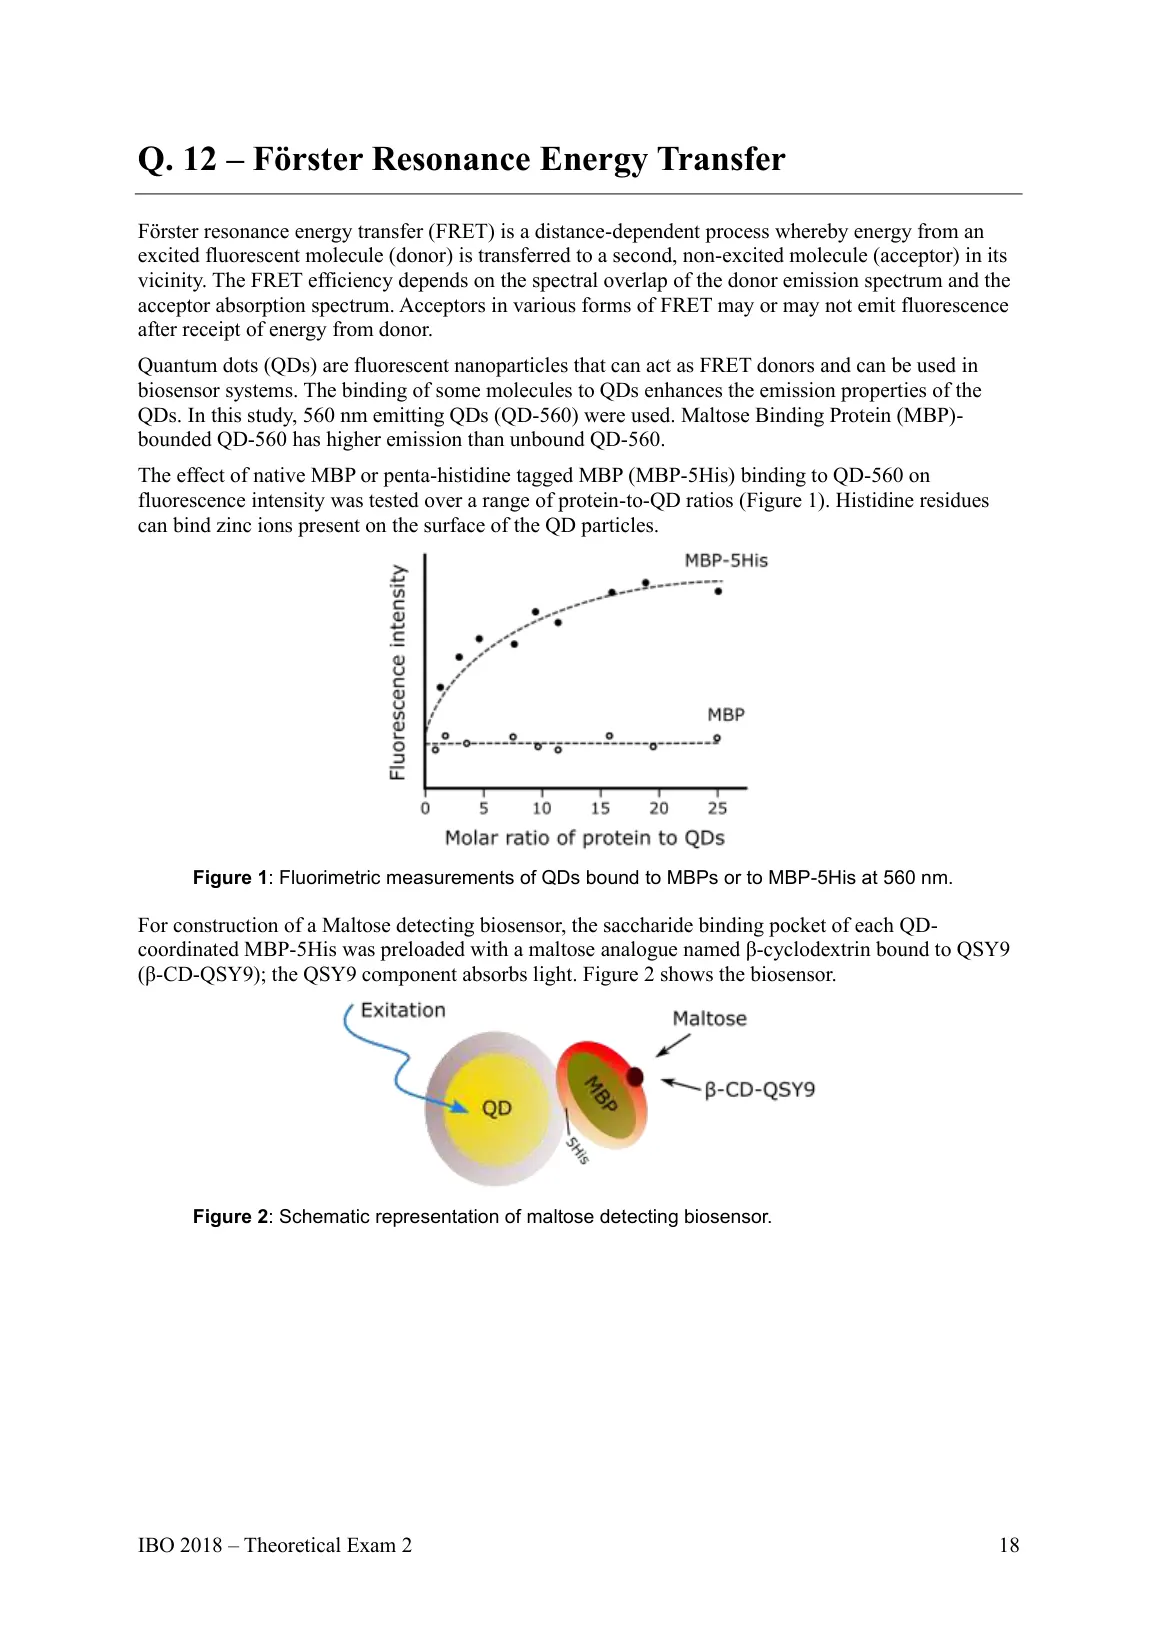 Q. 12 – Förster Resonance Energy Transfer
Förster resonance energy transfer (FRET) is a distance-dependent process whereby energy from an
excited fluorescent molecule (donor) is transferred to a second, non-excited molecule (acceptor) in its
vicinity. The FRET efficiency depends on the spectral overlap of the donor emission spectrum and the
acceptor absorption spectrum. Acceptors in various forms of FRET may or may not emit fluorescence
after receipt of energy from donor.
Quantum dots (QDs) are fluorescent nanoparticles that can act as FRET donors and can be used in
biosensor systems. The binding of some molecules to QDs enhances the emission properties of the
QDs. In this study, 560 nm emitting QDs (QD-560) were used. Maltose Binding Protein (MBP)-
bounded QD-560 has higher emission than unbound QD-560.
The effect of native MBP or penta-histidine tagged MBP (MBP-5His) binding to QD-560 on
fluorescence intensity was tested over a range of protein-to-QD ratios (Figure 1). Histidine residues
can bind zinc ions present on the surface of the QD particles.
Fluorescence intensity
MBP-5His
MBP
0 5 10 15 20 25
Molar ratio of protein to QDs
Figure 1: Fluorimetric measurements of QDs bound to MBPs or to MBP-5His at 560 nm.
For construction of a Maltose detecting biosensor, the saccharide binding pocket of each QD-
coordinated MBP-5His was preloaded with a maltose analogue named β-cyclodextrin bound to QSY9
(β-CD-QSY9); the QSY9 component absorbs light. Figure 2 shows the biosensor.
Exitation
Maltose
β-CD-QSY9
QD
MBP
5His
Figure 2: Schematic representation of maltose detecting biosensor.
IBO 2018 – Theoretical Exam 2 18